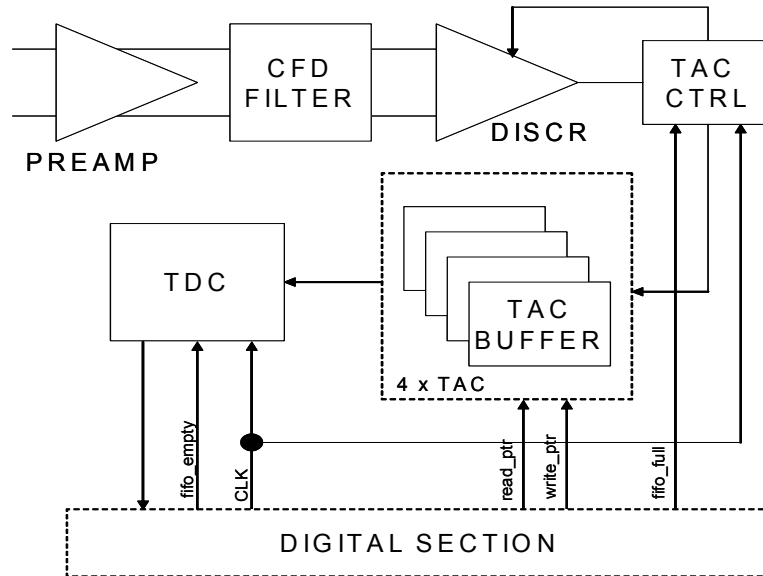 CFD
FILTER
TAC
CTRL
PREAMP
DISCR
TDC
TAC
BUFFER
4 x TAC
fifo_empty
CLK
read_ptr
write_ptr
fifo_full
DIGITAL SECTION